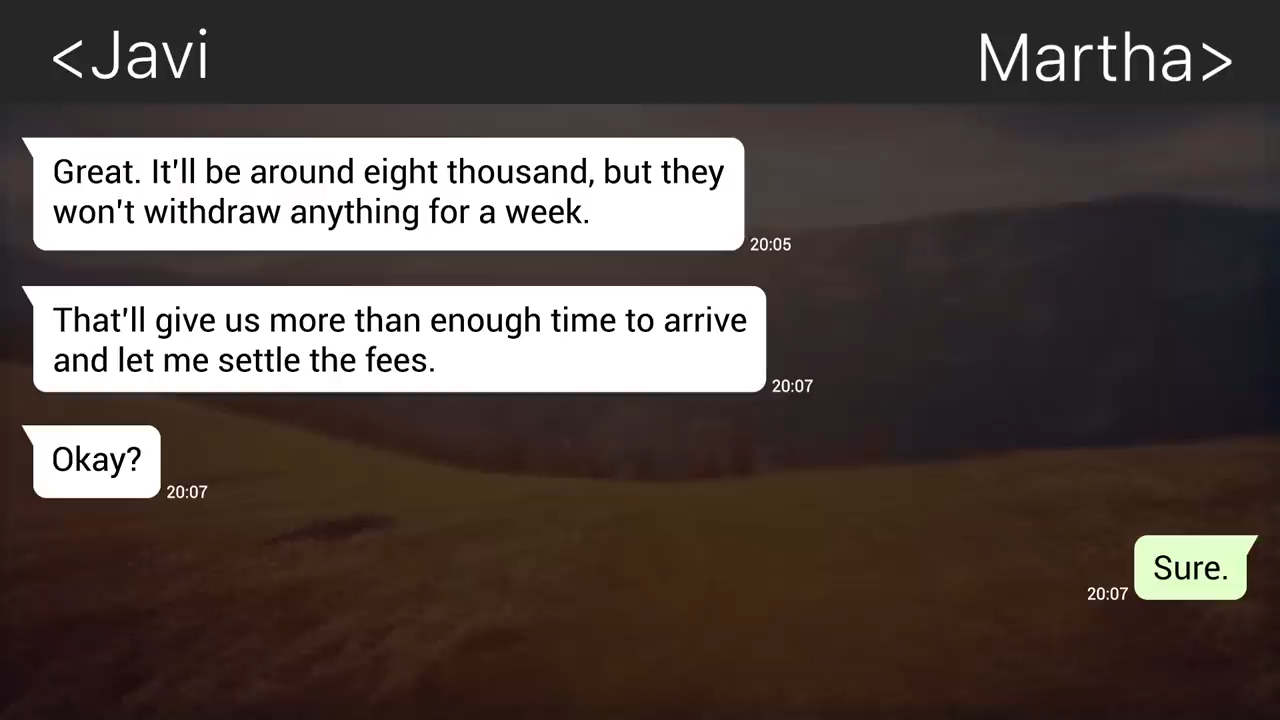 <Javi
Martha>
Great. It'll be around eight thousand, but they
won't withdraw anything for a week.
20:05
That'll give us more than enough time to arrive
and let me settle the fees.
20:07
Okay?
20:07
Sure.
20:07